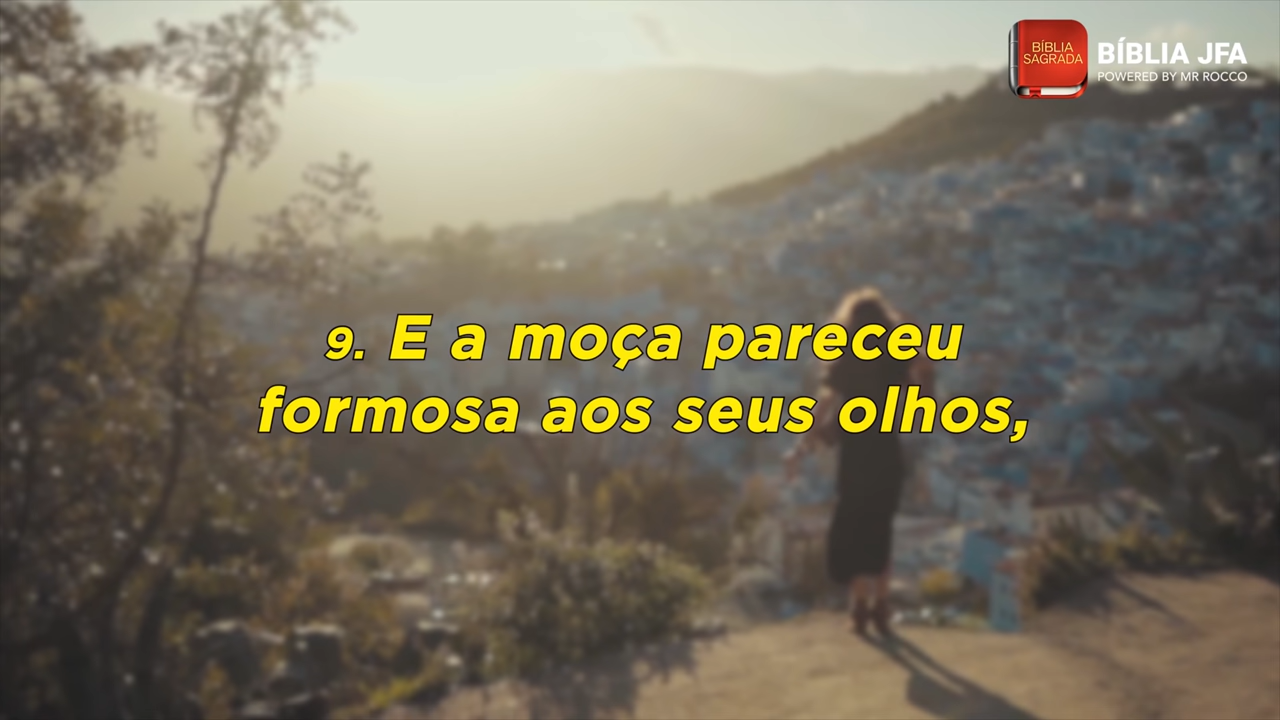 BÍBLIA
SAGRADA
BÍBLIA JFA
POWERED BY MR ROCCO
9. E a moça pareceu
formosa aos seus olhos,